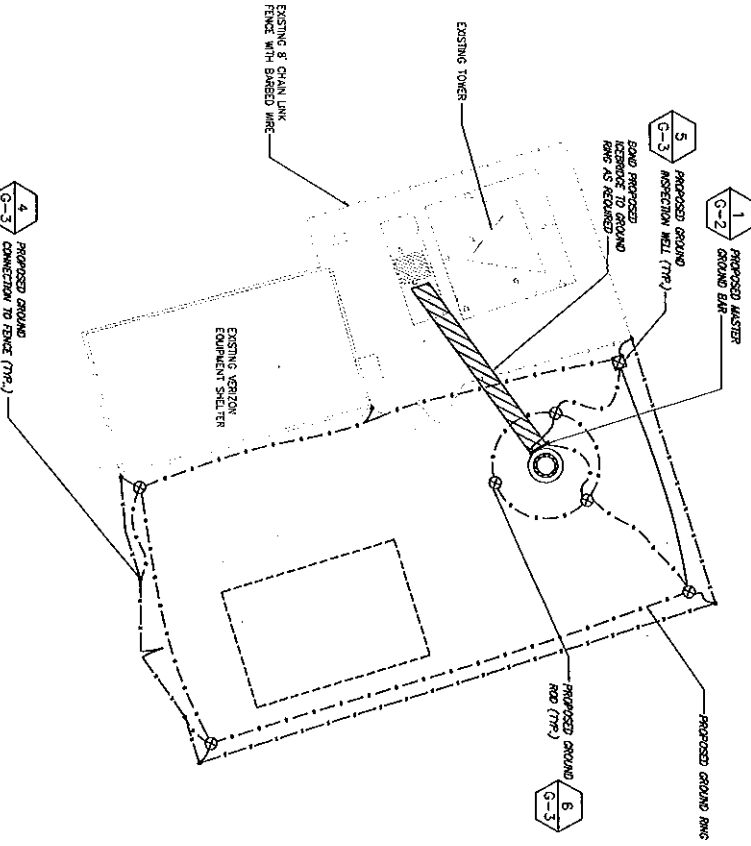 EXISTING 8' CHAIN LINK
FENCE WITH BARBED WIRE
EXISTING TOWER
5
G-3
PROPOSED GROUND
INSPECTION WELL (TYP.)
BOND PROPOSED
ICEBRIDGE TO GROUND
RING AS REQUIRED
1
G-2
PROPOSED MASTER
GROUND BAR
4
G-3
PROPOSED GROUND
CONNECTION TO FENCE (TYP.)
EXISTING VERIZON
EQUIPMENT SHELTER
PROPOSED GROUND RING
PROPOSED GROUND
ROD (TYP.)
6
G-3